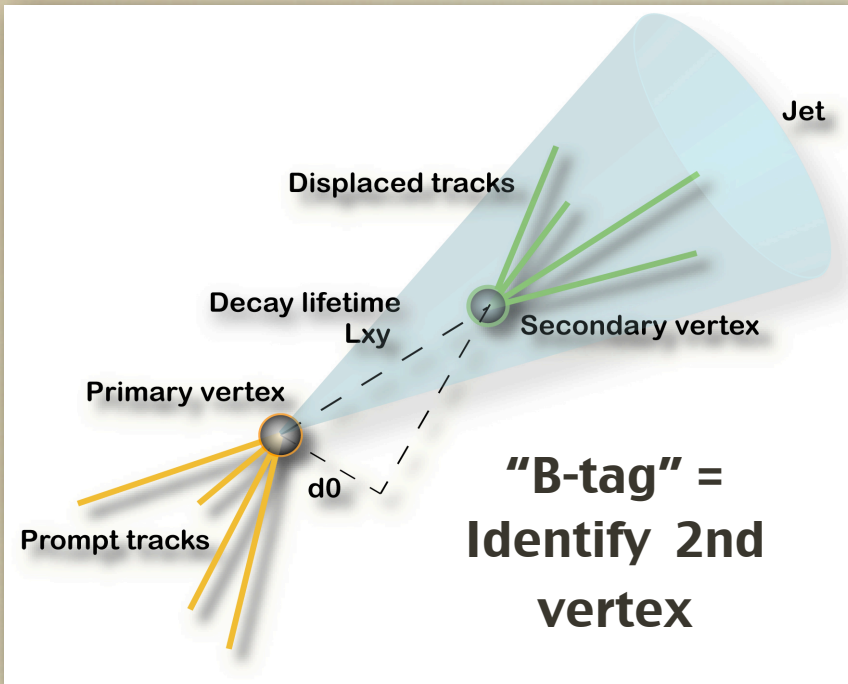 Jet
Displaced tracks
Decay lifetime
Lxy
Secondary vertex
Primary vertex
d0
Prompt tracks
“B-tag” =
Identify 2nd
vertex